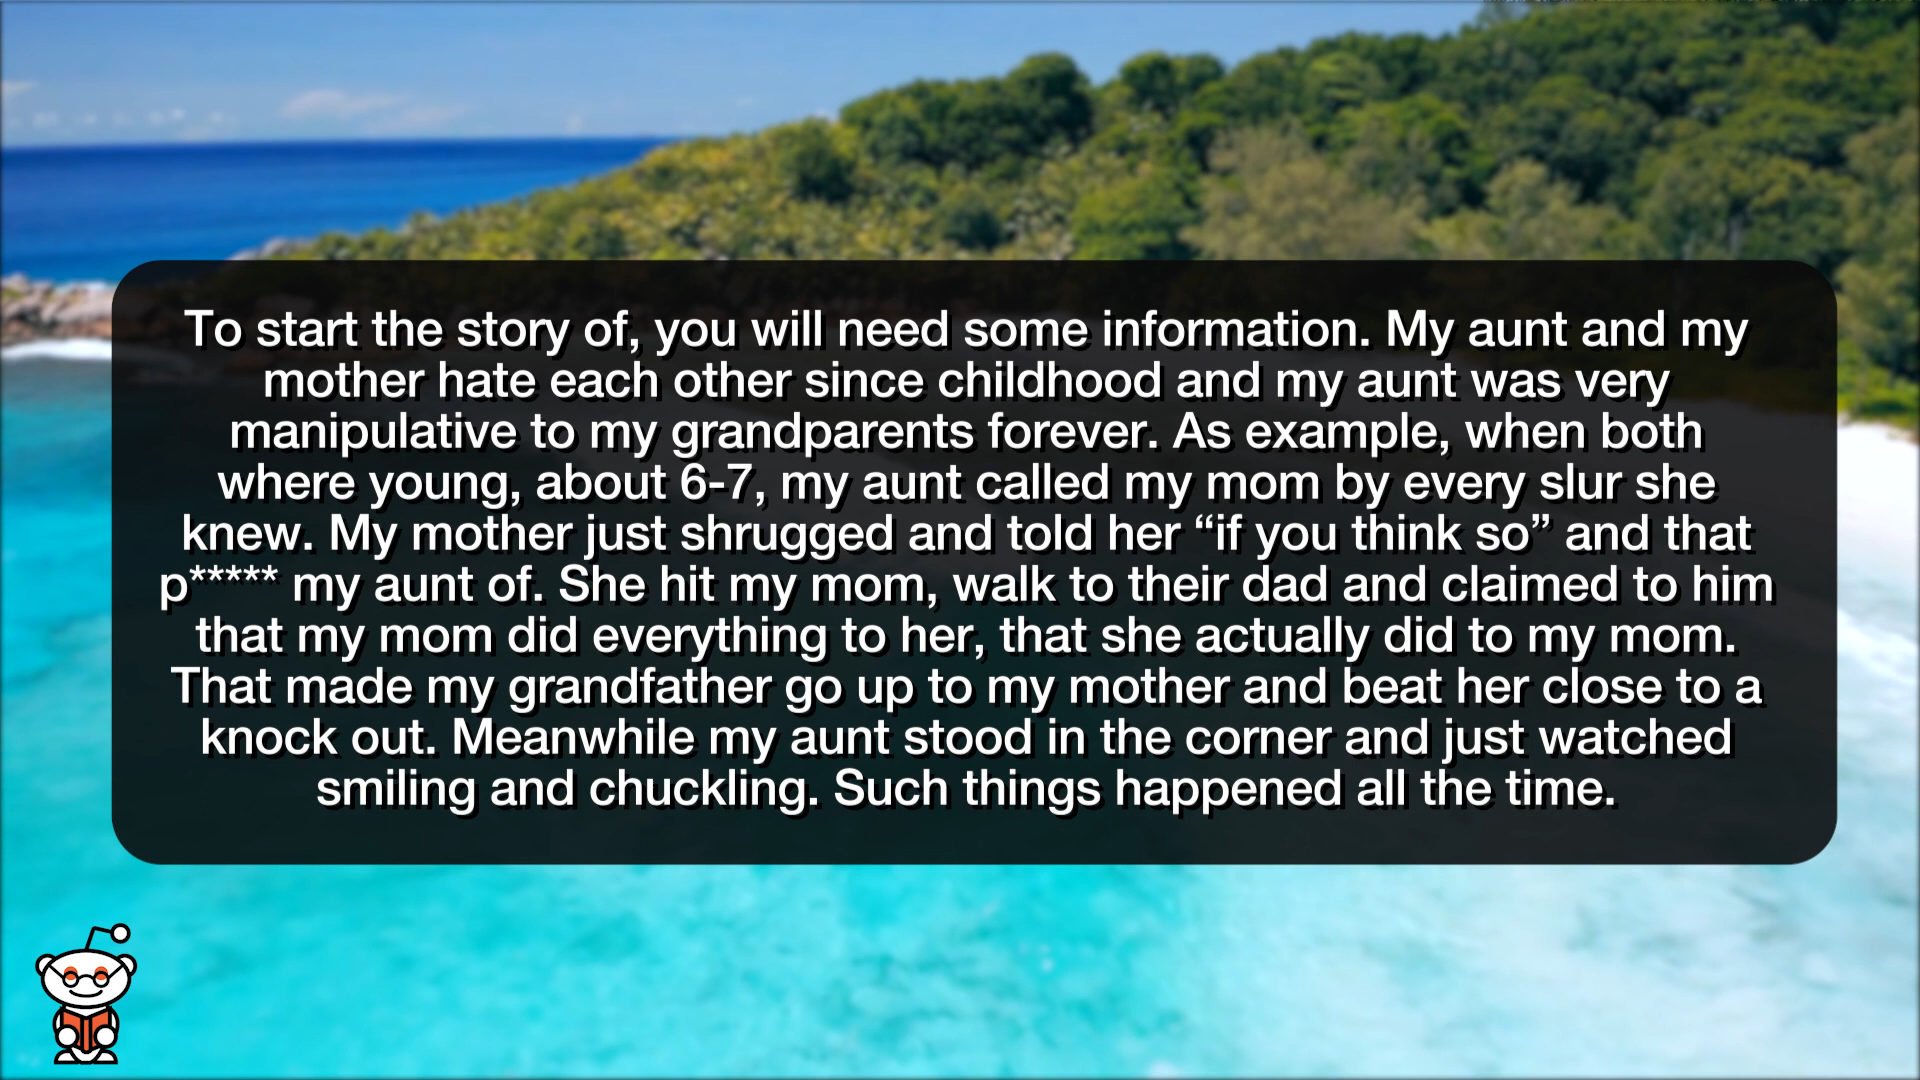 To start the story of, you will need some information. My aunt and my
mother hate each other since childhood and my aunt was very
manipulative to my grandparents forever. As example, when both
where young, about 6-7, my aunt called my mom by every slur she
knew. My mother just shrugged and told her “if you think so” and that
p***** my aunt of. She hit my mom, walk to their dad and claimed to him
that my mom did everything to her, that she actually did to my mom.
That made my grandfather go up to my mother and beat her close to a
knock out. Meanwhile my aunt stood in the corner and just watched
smiling and chuckling. Such things happened all the time.